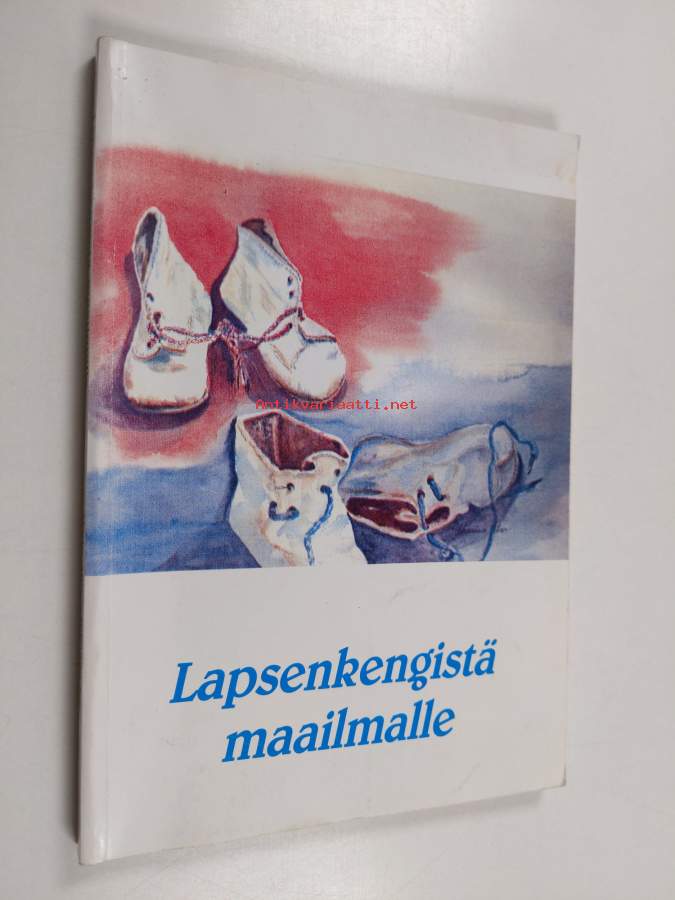 Antikvariaatti.net
Lapsenkengistä
maailmalle